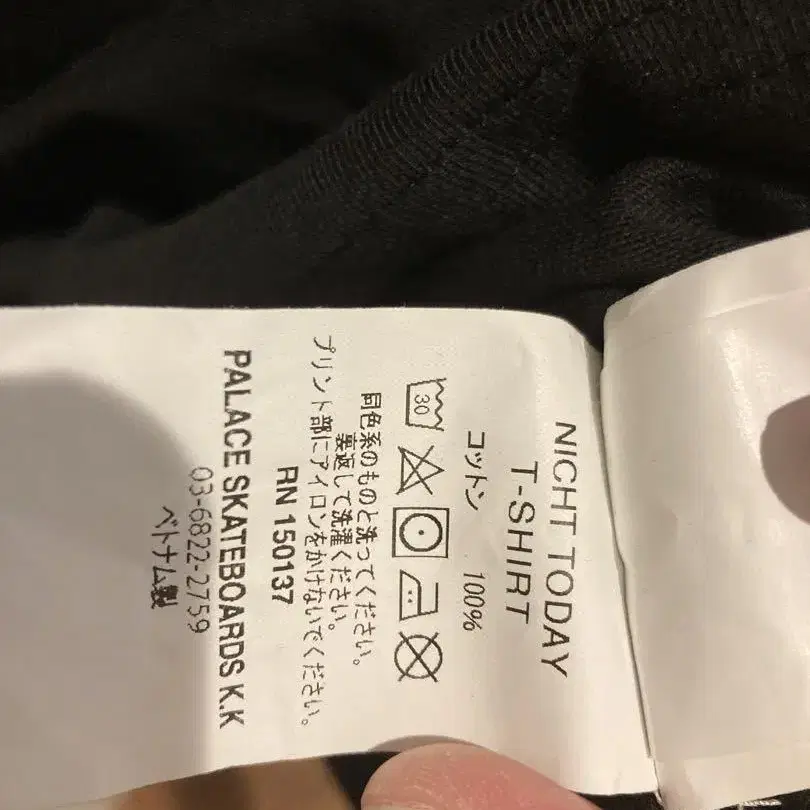 NICHT TODAY
T-SHIRT
コットン 100%
30
同色系のものと洗ってください。
裏返して洗濯ください。
プリント部にアイロンをかけないでください。
RN 150137
PALACE SKATEBOARDS K.K
03-6822-2759
ベトナム製